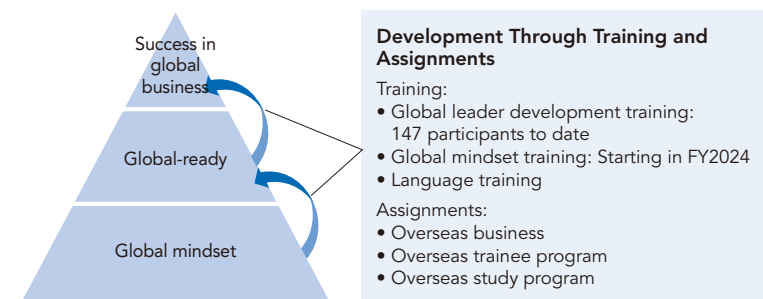 Success in
global
business
Global-ready
Global mindset
Development Through Training and
Assignments
Training:
• Global leader development training:
147 participants to date
• Global mindset training: Starting in FY2024
• Language training
Assignments:
• Overseas business
• Overseas trainee program
• Overseas study program